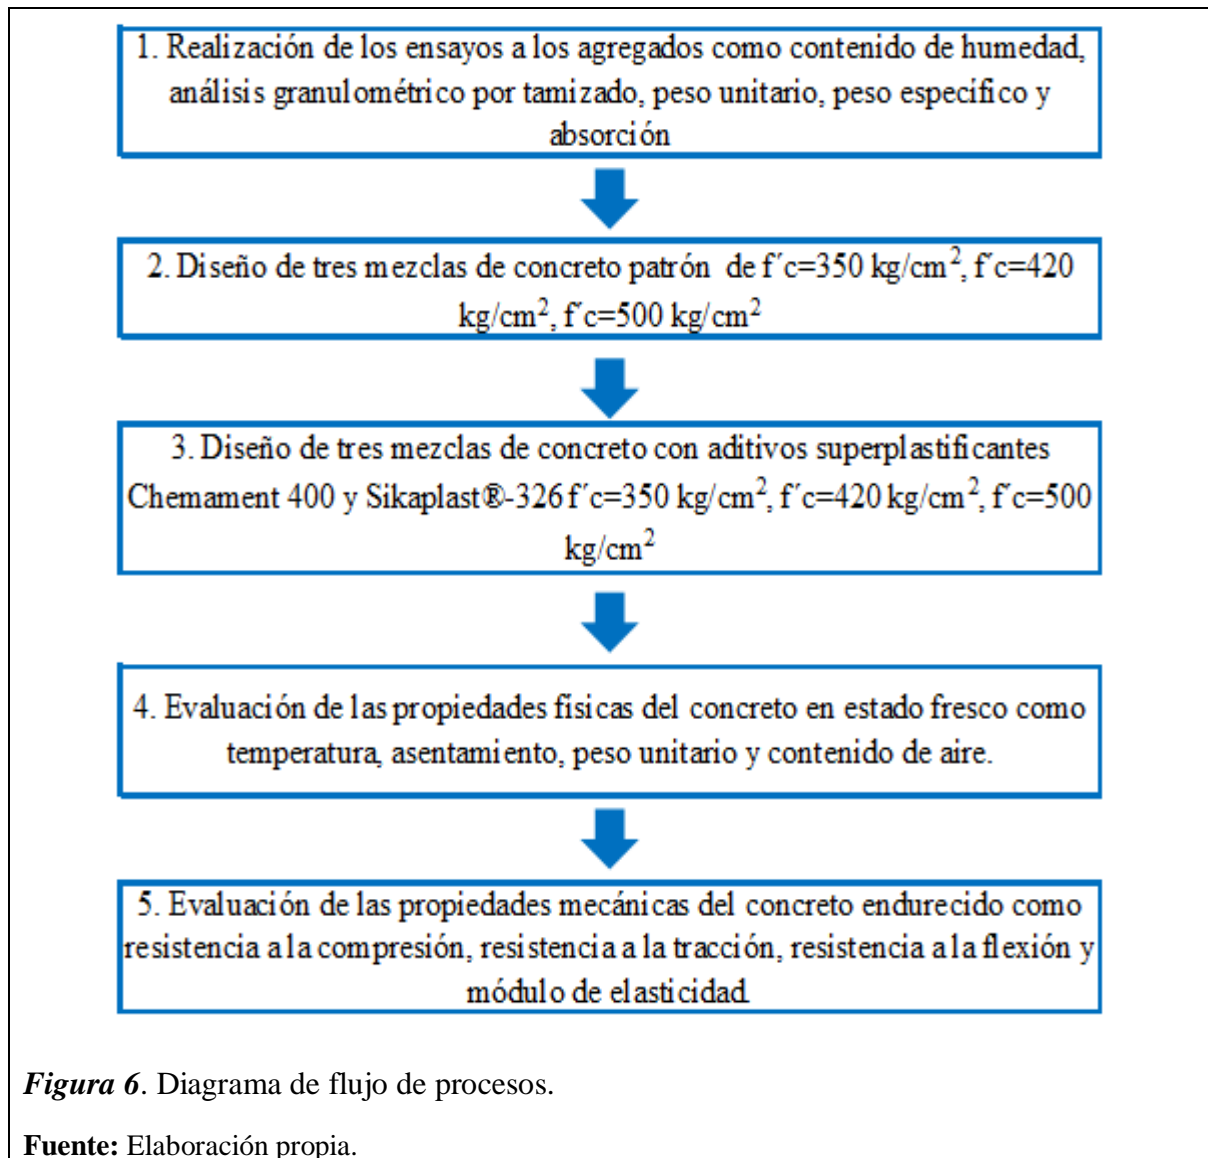 1. Realización de los ensayos a los agregados como contenido de humedad,
análisis granulométrico por tamizado, peso unitario, peso específico y
absorción
2. Diseño de tres mezclas de concreto patrón de f´c=350 kg/cm², f´c=420
kg/cm², f´c=500 kg/cm²
3. Diseño de tres mezclas de concreto con aditivos superplastificantes
Chemament 400 y Sikaplast®-326 f´c=350 kg/cm², f´c=420 kg/cm², f´c=500
kg/cm²
4. Evaluación de las propiedades físicas del concreto en estado fresco como
temperatura, asentamiento, peso unitario y contenido de aire.
5. Evaluación de las propiedades mecánicas del concreto endurecido como
resistencia a la compresión, resistencia a la tracción, resistencia a la flexión y
módulo de elasticidad.
Figura 6. Diagrama de flujo de procesos.
Fuente: Elaboración propia.